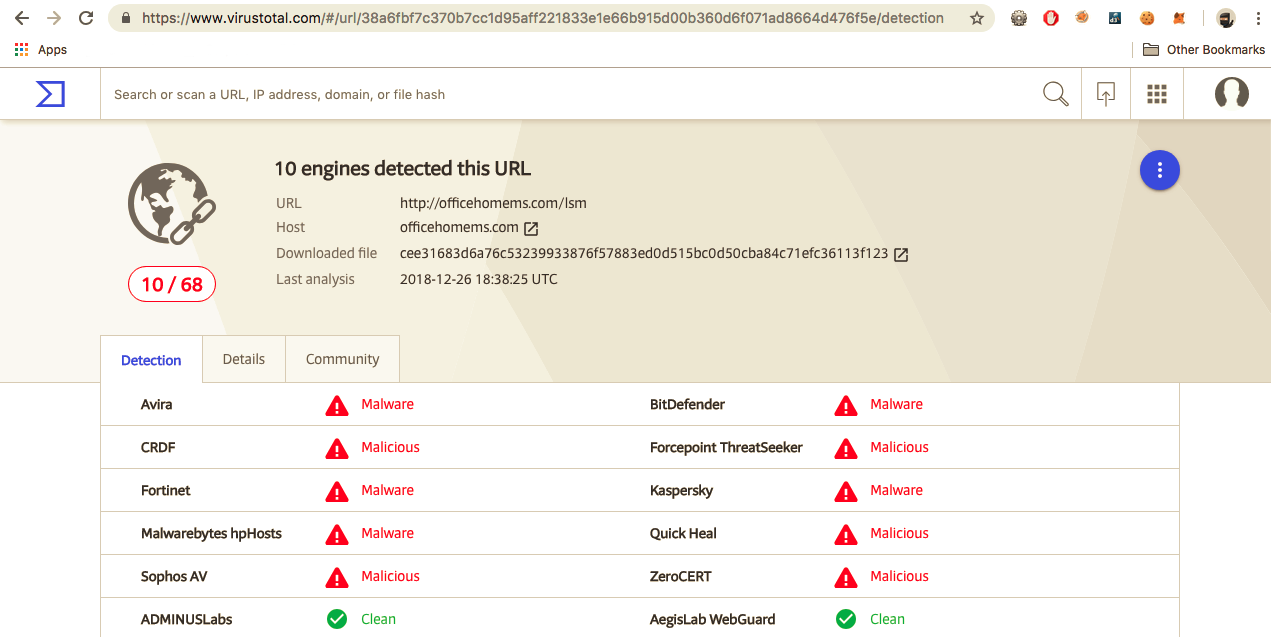 https://www.virustotal.com/#/url/38a6fbf7c370b7cc1d95aff221833e1e66b915d00b360d6f071ad8664d476f5e/detection
Apps
Other Bookmarks
Search or scan a URL, IP address, domain, or file hash
10 engines detected this URL
URL http://officehomems.com/lsm
Host officehomems.com
Downloaded file cee31683d6a76c53239933876f57883ed0d515bc0d50cba84c71efc36113f123
Last analysis 2018-12-26 18:38:25 UTC
10 / 68
Detection Details Community
Avira Malware BitDefender Malware
CRDF Malicious Forcepoint ThreatSeeker Malicious
Fortinet Malware Kaspersky Malware
Malwarebytes hpHosts Malware Quick Heal Malicious
Sophos AV Malicious ZeroCERT Malicious
ADMINUSLabs Clean AegisLab WebGuard Clean